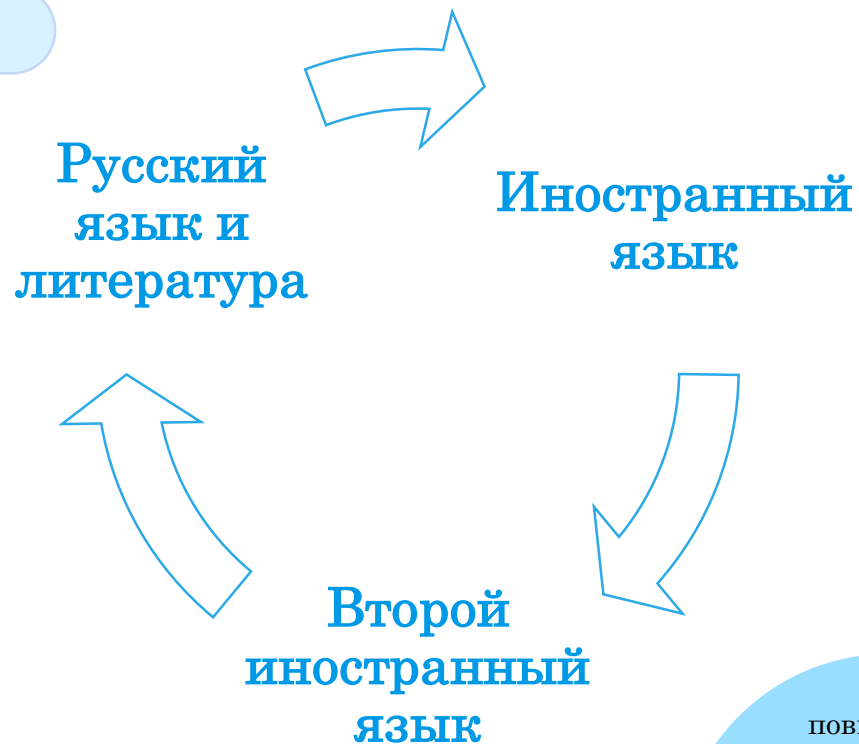 Русский
язык и
литература
Иностранный
язык
Второй
иностранный
язык